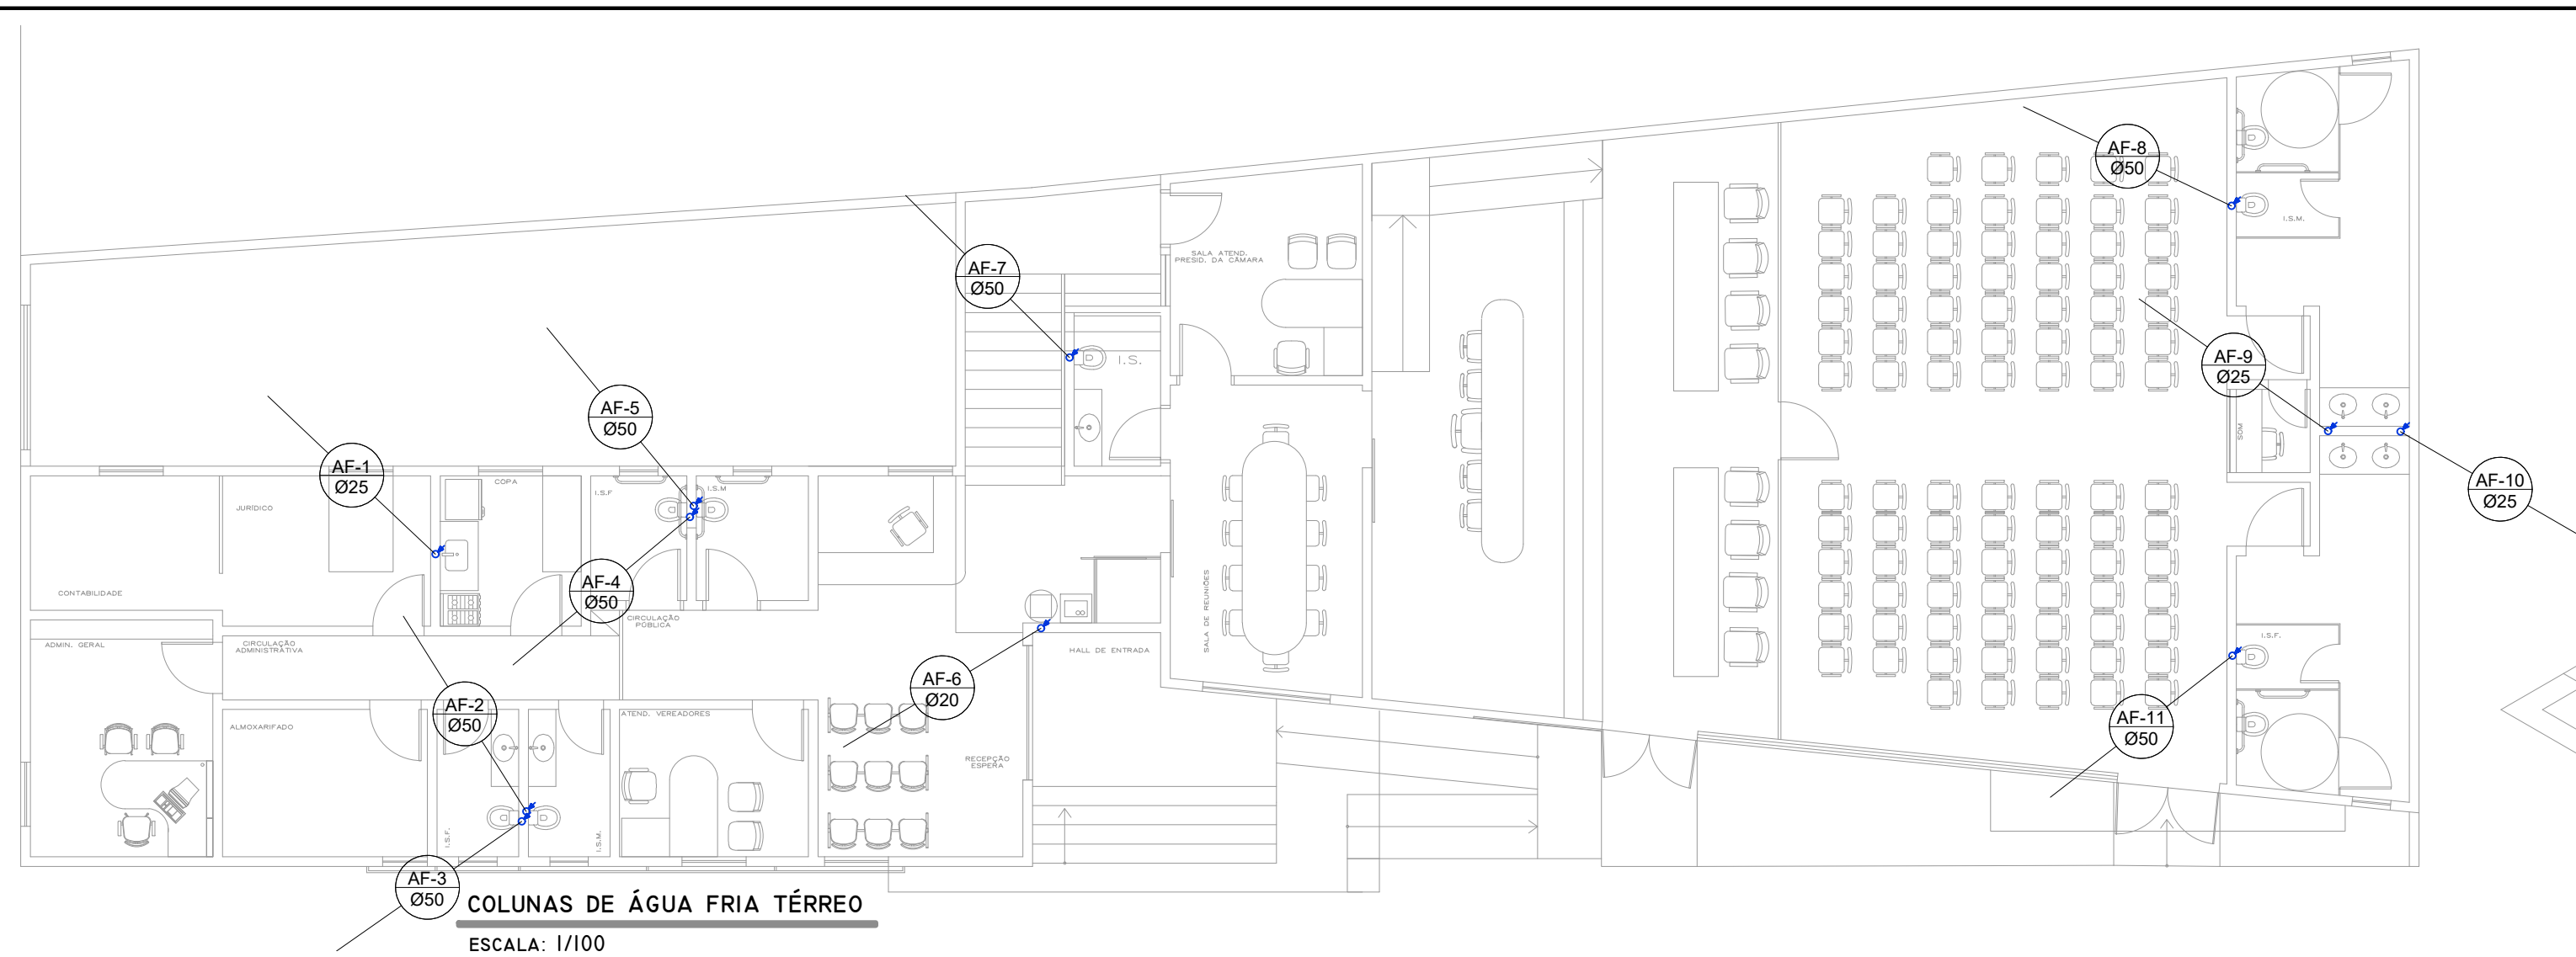 AF-8
Ø50
I.S.M.
SALA ATEND.
PRESID. DA CÂMARA
AF-7
Ø50
I.S.
AF-9
Ø25
AF-5
Ø50
SOM
AF-1
Ø25
COPA
I.S.F
I.S.M
AF-10
Ø25
JURÍDICO
CONTABILIDADE
AF-4
Ø50
SALA DE REUNIÕES
CIRCULAÇÃO
PÚBLICA
ADMIN. GERAL
CIRCULAÇÃO
ADMINISTRATIVA
HALL DE ENTRADA
I.S.F.
AF-6
Ø20
AF-2
Ø50
ALMOXARIFADO
ATEND. VEREADORES
AF-11
Ø50
RECEPÇÃO
ESPERA
I.S.F.
I.S.M.
AF-3
Ø50
COLUNAS DE ÁGUA FRIA TÉRREO
ESCALA: 1/100